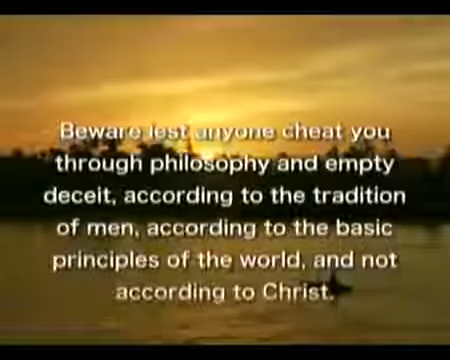 Beware lest anyone cheat you
through philosophy and empty
deceit, according to the tradition
of men, according to the basic
principles of the world, and not
according to Christ.